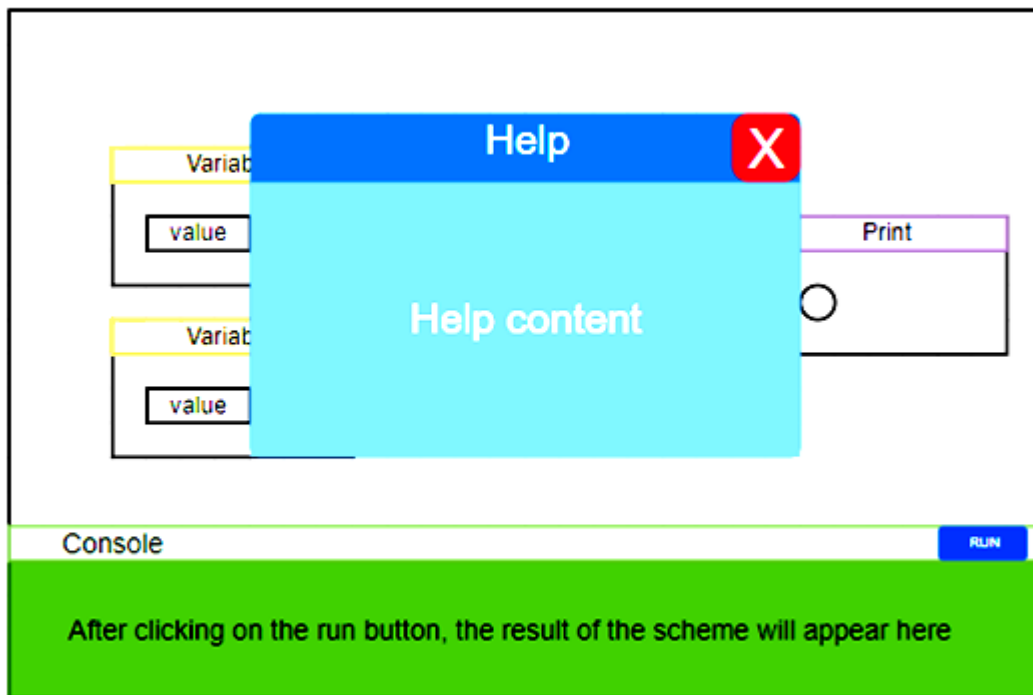 Help
X
Variab
value
Print
Help content
Variab
value
Console
RUN
After clicking on the run button, the result of the scheme will appear here